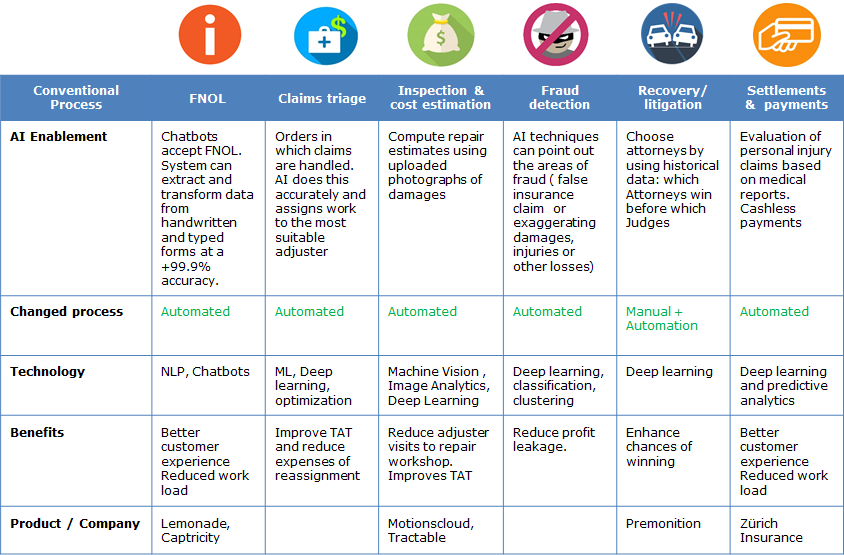 Conventional
Process
FNOL
Claims triage
Inspection &
cost estimation
Fraud
detection
Recovery/
litigation
Settlements
& payments
AI Enablement
Chatbots
accept FNOL.
System can
extract and
transform data
from
handwritten
and typed
forms at a
+99.9%
accuracy.
Orders in
which claims
are handled.
AI does this
accurately and
assigns work
to the most
suitable
adjuster
Compute repair
estimates using
uploaded
photographs of
damages
AI techniques
can point out
the areas of
fraud ( false
insurance
claim or
exaggerating
damages,
injuries or
other losses)
Choose
attorneys by
using historical
data: which
Attorneys win
before which
Judges
Evaluation of
personal injury
claims based
on medical
reports.
Cashless
payments
Changed process
Automated
Automated
Automated
Automated
Manual +
Automation
Automated
Technology
NLP, Chatbots
ML, Deep
learning,
optimization
Machine Vision ,
Image Analytics,
Deep Learning
Deep learning,
classification,
clustering
Deep learning
Deep learning
and predictive
analytics
Benefits
Better
customer
experience
Reduced work
load
Improve TAT
and reduce
expenses of
reassignment
Reduce adjuster
visits to repair
workshop.
Improves TAT
Reduce profit
leakage.
Enhance
chances of
winning
Better
customer
experience
Reduced work
load
Product / Company
Lemonade,
Captricity
Motionscloud,
Tractable
Premonition
Zürich
Insurance